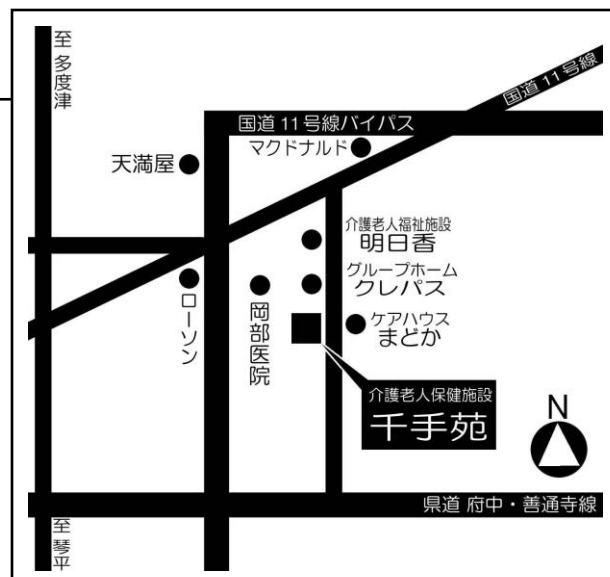 至 多度津
国道 11 号線
国道 11 号線バイパス
マクドナルド
天満屋
介護老人福祉施設
明日香
グループホーム
クレパス
ローソン
岡部医院
ケアハウス
まどか
介護老人保健施設
千手苑
N
県道 府中・善通寺線
至 琴平